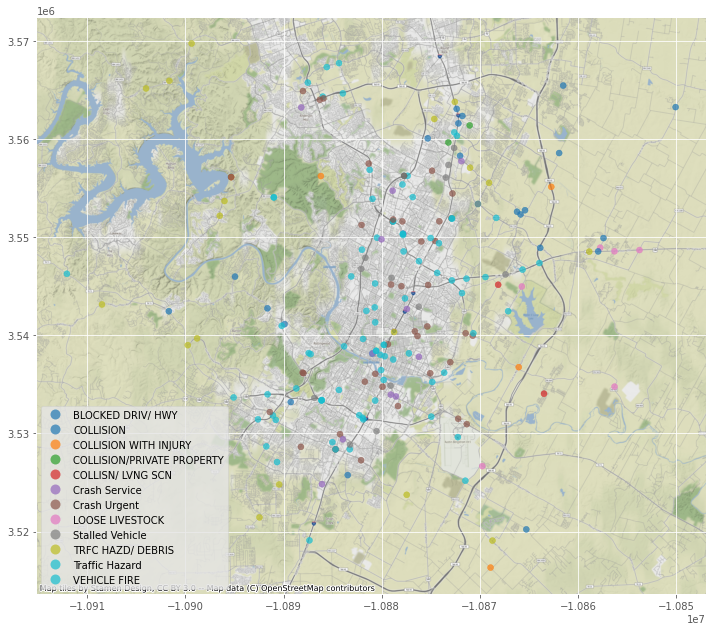 1e6
3.57
3.56
3.55
3.54
3.53
3.52
BLOCKED DRIV/ HWY
COLLISION
COLLISION WITH INJURY
COLLISION/PRIVATE PROPERTY
COLLISN/ LVNG SCN
Crash Service
Crash Urgent
LOOSE LIVESTOCK
Stalled Vehicle
TRFC HAZD/ DEBRIS
Traffic Hazard
VEHICLE FIRE
Map tiles by Stamen Design, CC BY 3.0 -- Map data (C) OpenStreetMap contributors
−1.091 −1.090 −1.089 −1.088 −1.087 −1.086 −1.085
1e7